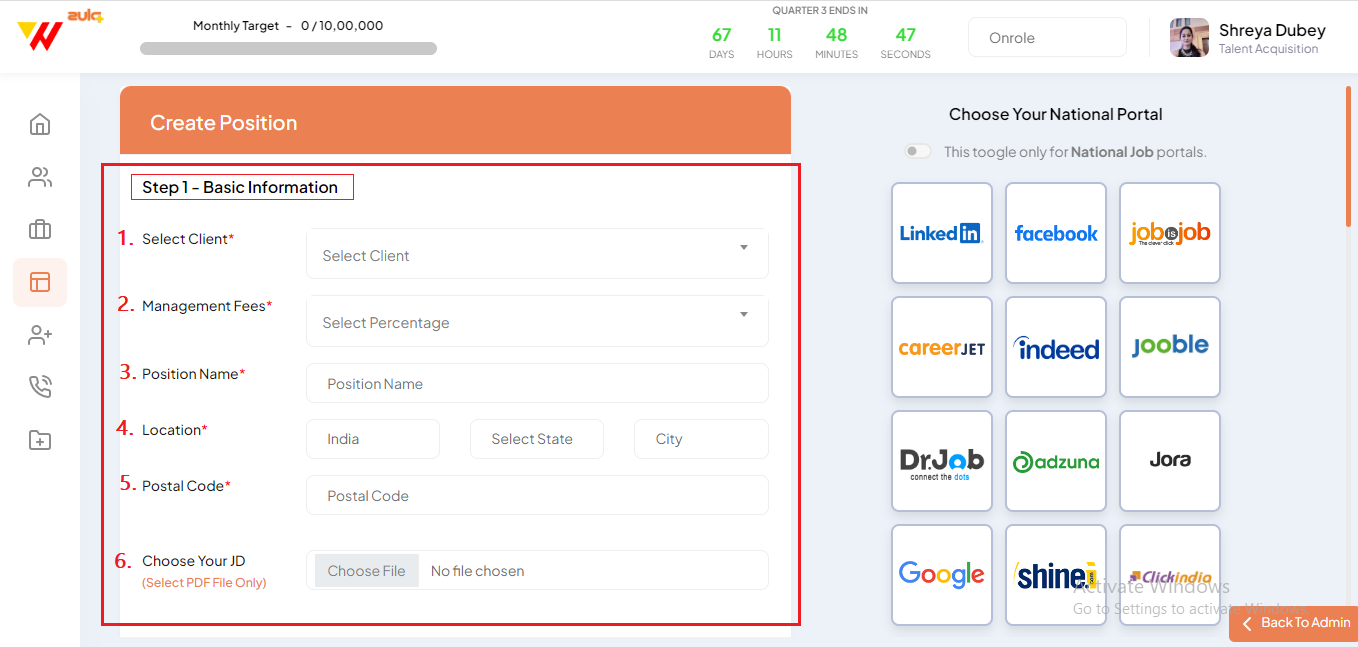 Monthly Target - 0 / 10,00,000
QUARTER 3 ENDS IN
67 11 48 47
DAYS HOURS MINUTES SECONDS
Onrole
Shreya Dubey
Talent Acquisition
Create Position
Step 1 - Basic Information
1. Select Client*
Select Client
2. Management Fees*
Select Percentage
3. Position Name*
Position Name
4. Location*
India Select State City
5. Postal Code*
Postal Code
6. Choose Your JD
(Select PDF File Only)
Choose File No file chosen
Choose Your National Portal
This toogle only for National Job portals.
LinkedIn
facebook
job is job
The clever click
careerJET
indeed
jooble
Dr.Job
connect the dots
adzuna
Jora
Google
shine
.com
Clickindia
Activate Windows
Go to Settings to activate Windows.
Back To Admin